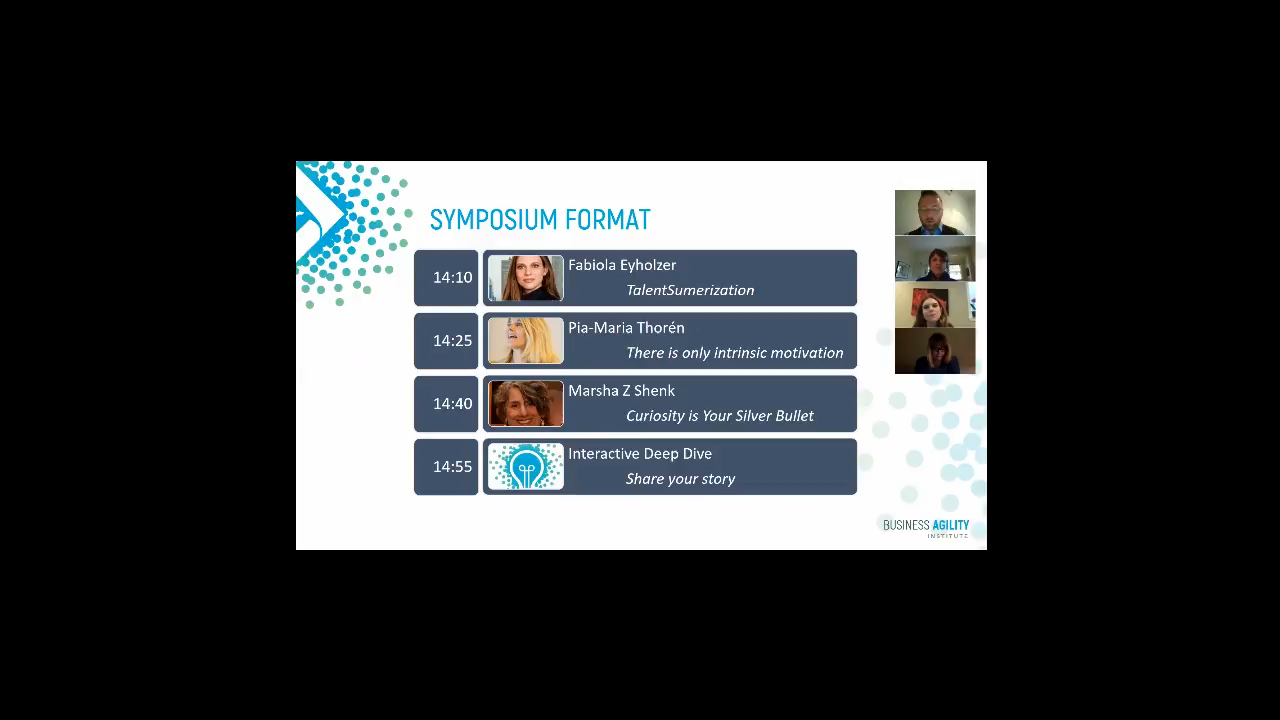 SYMPOSIUM FORMAT
14:10
Fabiola Eyholzer
TalentSumerization
14:25
Pia-Maria Thorén
There is only intrinsic motivation
14:40
Marsha Z Shenk
Curiosity is Your Silver Bullet
14:55
Interactive Deep Dive
Share your story
BUSINESS AGILITY
INSTITUTE